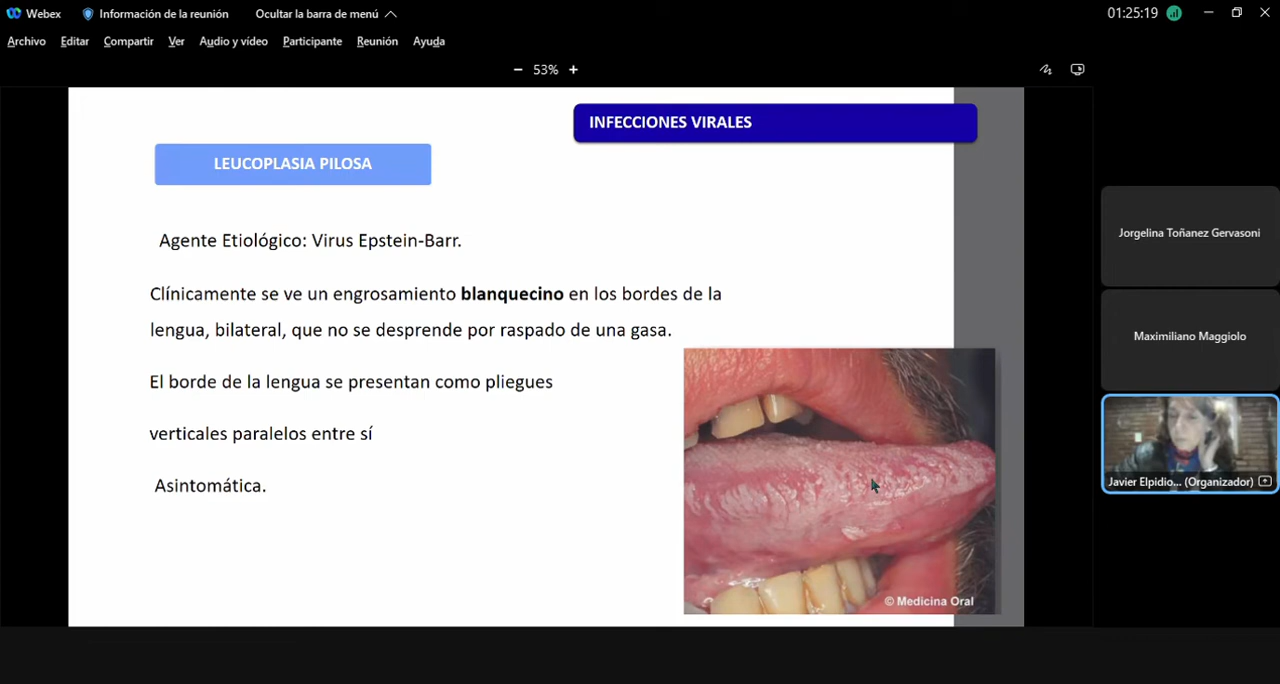 Webex
Información de la reunión
Ocultar la barra de menú
01:25:19
Archivo Editar Compartir Ver Audio y vídeo Participante Reunión Ayuda
53%
INFECCIONES VIRALES
LEUCOPLASIA PILOSA
Agente Etiológico: Virus Epstein-Barr.
Clínicamente se ve un engrosamiento blanquecino en los bordes de la
lengua, bilateral, que no se desprende por raspado de una gasa.
El borde de la lengua se presentan como pliegues
verticales paralelos entre sí
Asintomática.
© Medicina Oral
Jorgelina Toñanez Gervasoni
Maximiliano Maggiolo
Javier Elpidio... (Organizador)